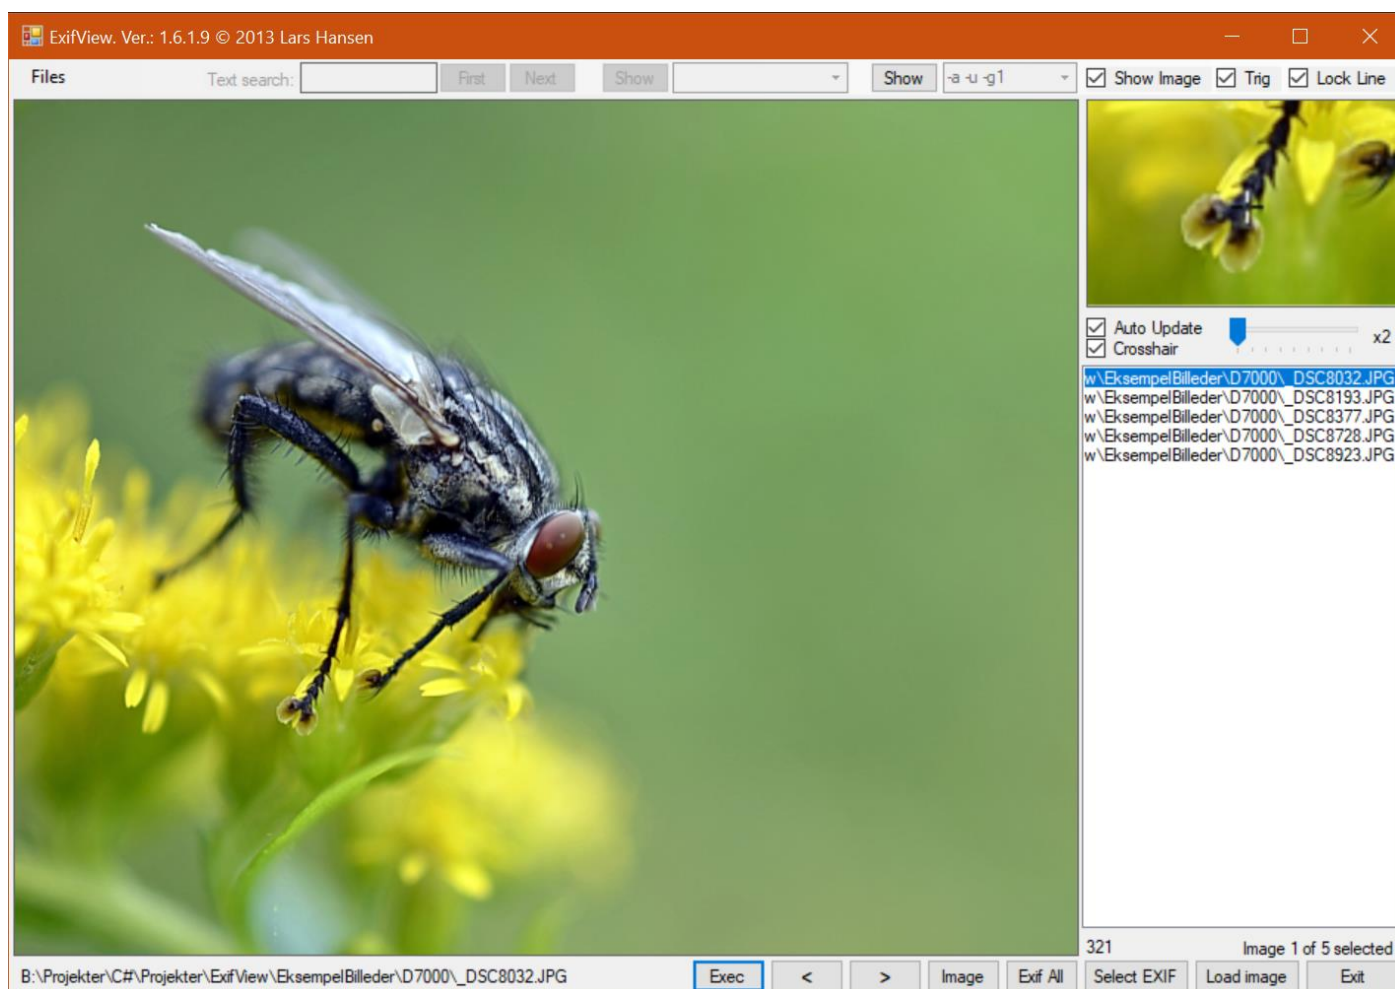 ExifView. Ver.: 1.6.1.9 © 2013 Lars Hansen
Files Text search: First Next Show Show -a -u -g1 Show Image Trig Lock Line
Auto Update
x2
Crosshair
w\EksempelBilleder\D7000\_DSC8032.JPG
w\EksempelBilleder\D7000\_DSC8193.JPG
w\EksempelBilleder\D7000\_DSC8377.JPG
w\EksempelBilleder\D7000\_DSC8728.JPG
w\EksempelBilleder\D7000\_DSC8923.JPG
321 Image 1 of 5 selected
B:\Projekter\C#\Projekter\ExifView\EksempelBilleder\D7000\_DSC8032.JPG Exec < > Image Exif All Select EXIF Load image Exit